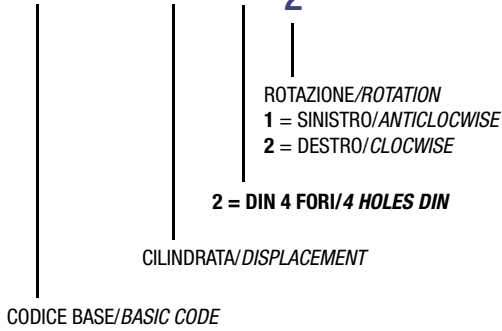 2
ROTAZIONE/ROTATION
1 = SINISTRO/ANTICLOCWISE
2 = DESTRO/CLOCWISE
2 = DIN 4 FORI/4 HOLES DIN
CILINDRATA/DISPLACEMENT
CODICE BASE/BASIC CODE